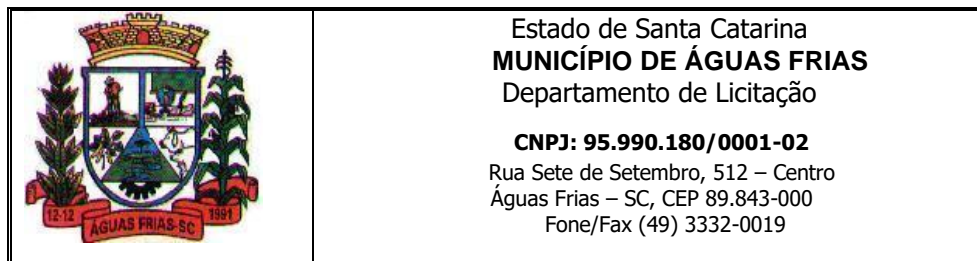 12-12
ÁGUAS FRIAS-SC
1991
Estado de Santa Catarina
MUNICÍPIO DE ÁGUAS FRIAS
Departamento de Licitação
CNPJ: 95.990.180/0001-02
Rua Sete de Setembro, 512 – Centro
Águas Frias – SC, CEP 89.843-000
Fone/Fax (49) 3332-0019